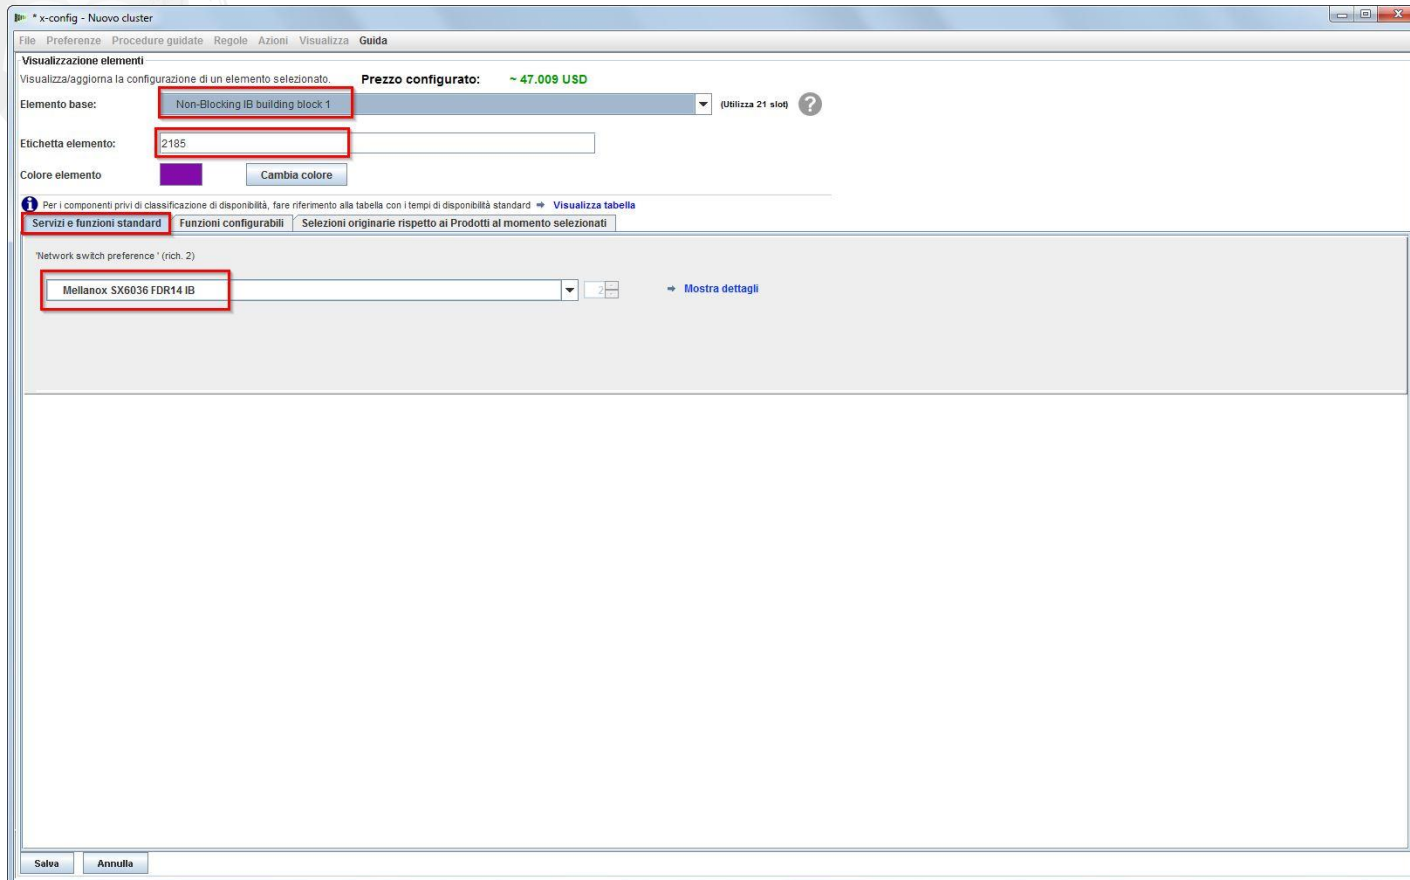 * x-config - Nuovo cluster
File Preferenze Procedure guidate Regole Azioni Visualizza Guida
Visualizzazione elementi
Visualizza/aggiorna la configurazione di un elemento selezionato. Prezzo configurato: ~ 47.009 USD
Elemento base: Non-Blocking IB building block 1 (Utilizza 21 slot) ?
Etichetta elemento: 2185
Colore elemento Cambia colore
i Per i componenti privi di classificazione di disponibilità, fare riferimento alla tabella con i tempi di disponibilità standard ➡ Visualizza tabella
Servizi e funzioni standard Funzioni configurabili Selezioni originarie rispetto ai Prodotti al momento selezionati
'Network switch preference ' (rich. 2)
Mellanox SX6036 FDR14 IB 2 ➡ Mostra dettagli
Salva Annulla